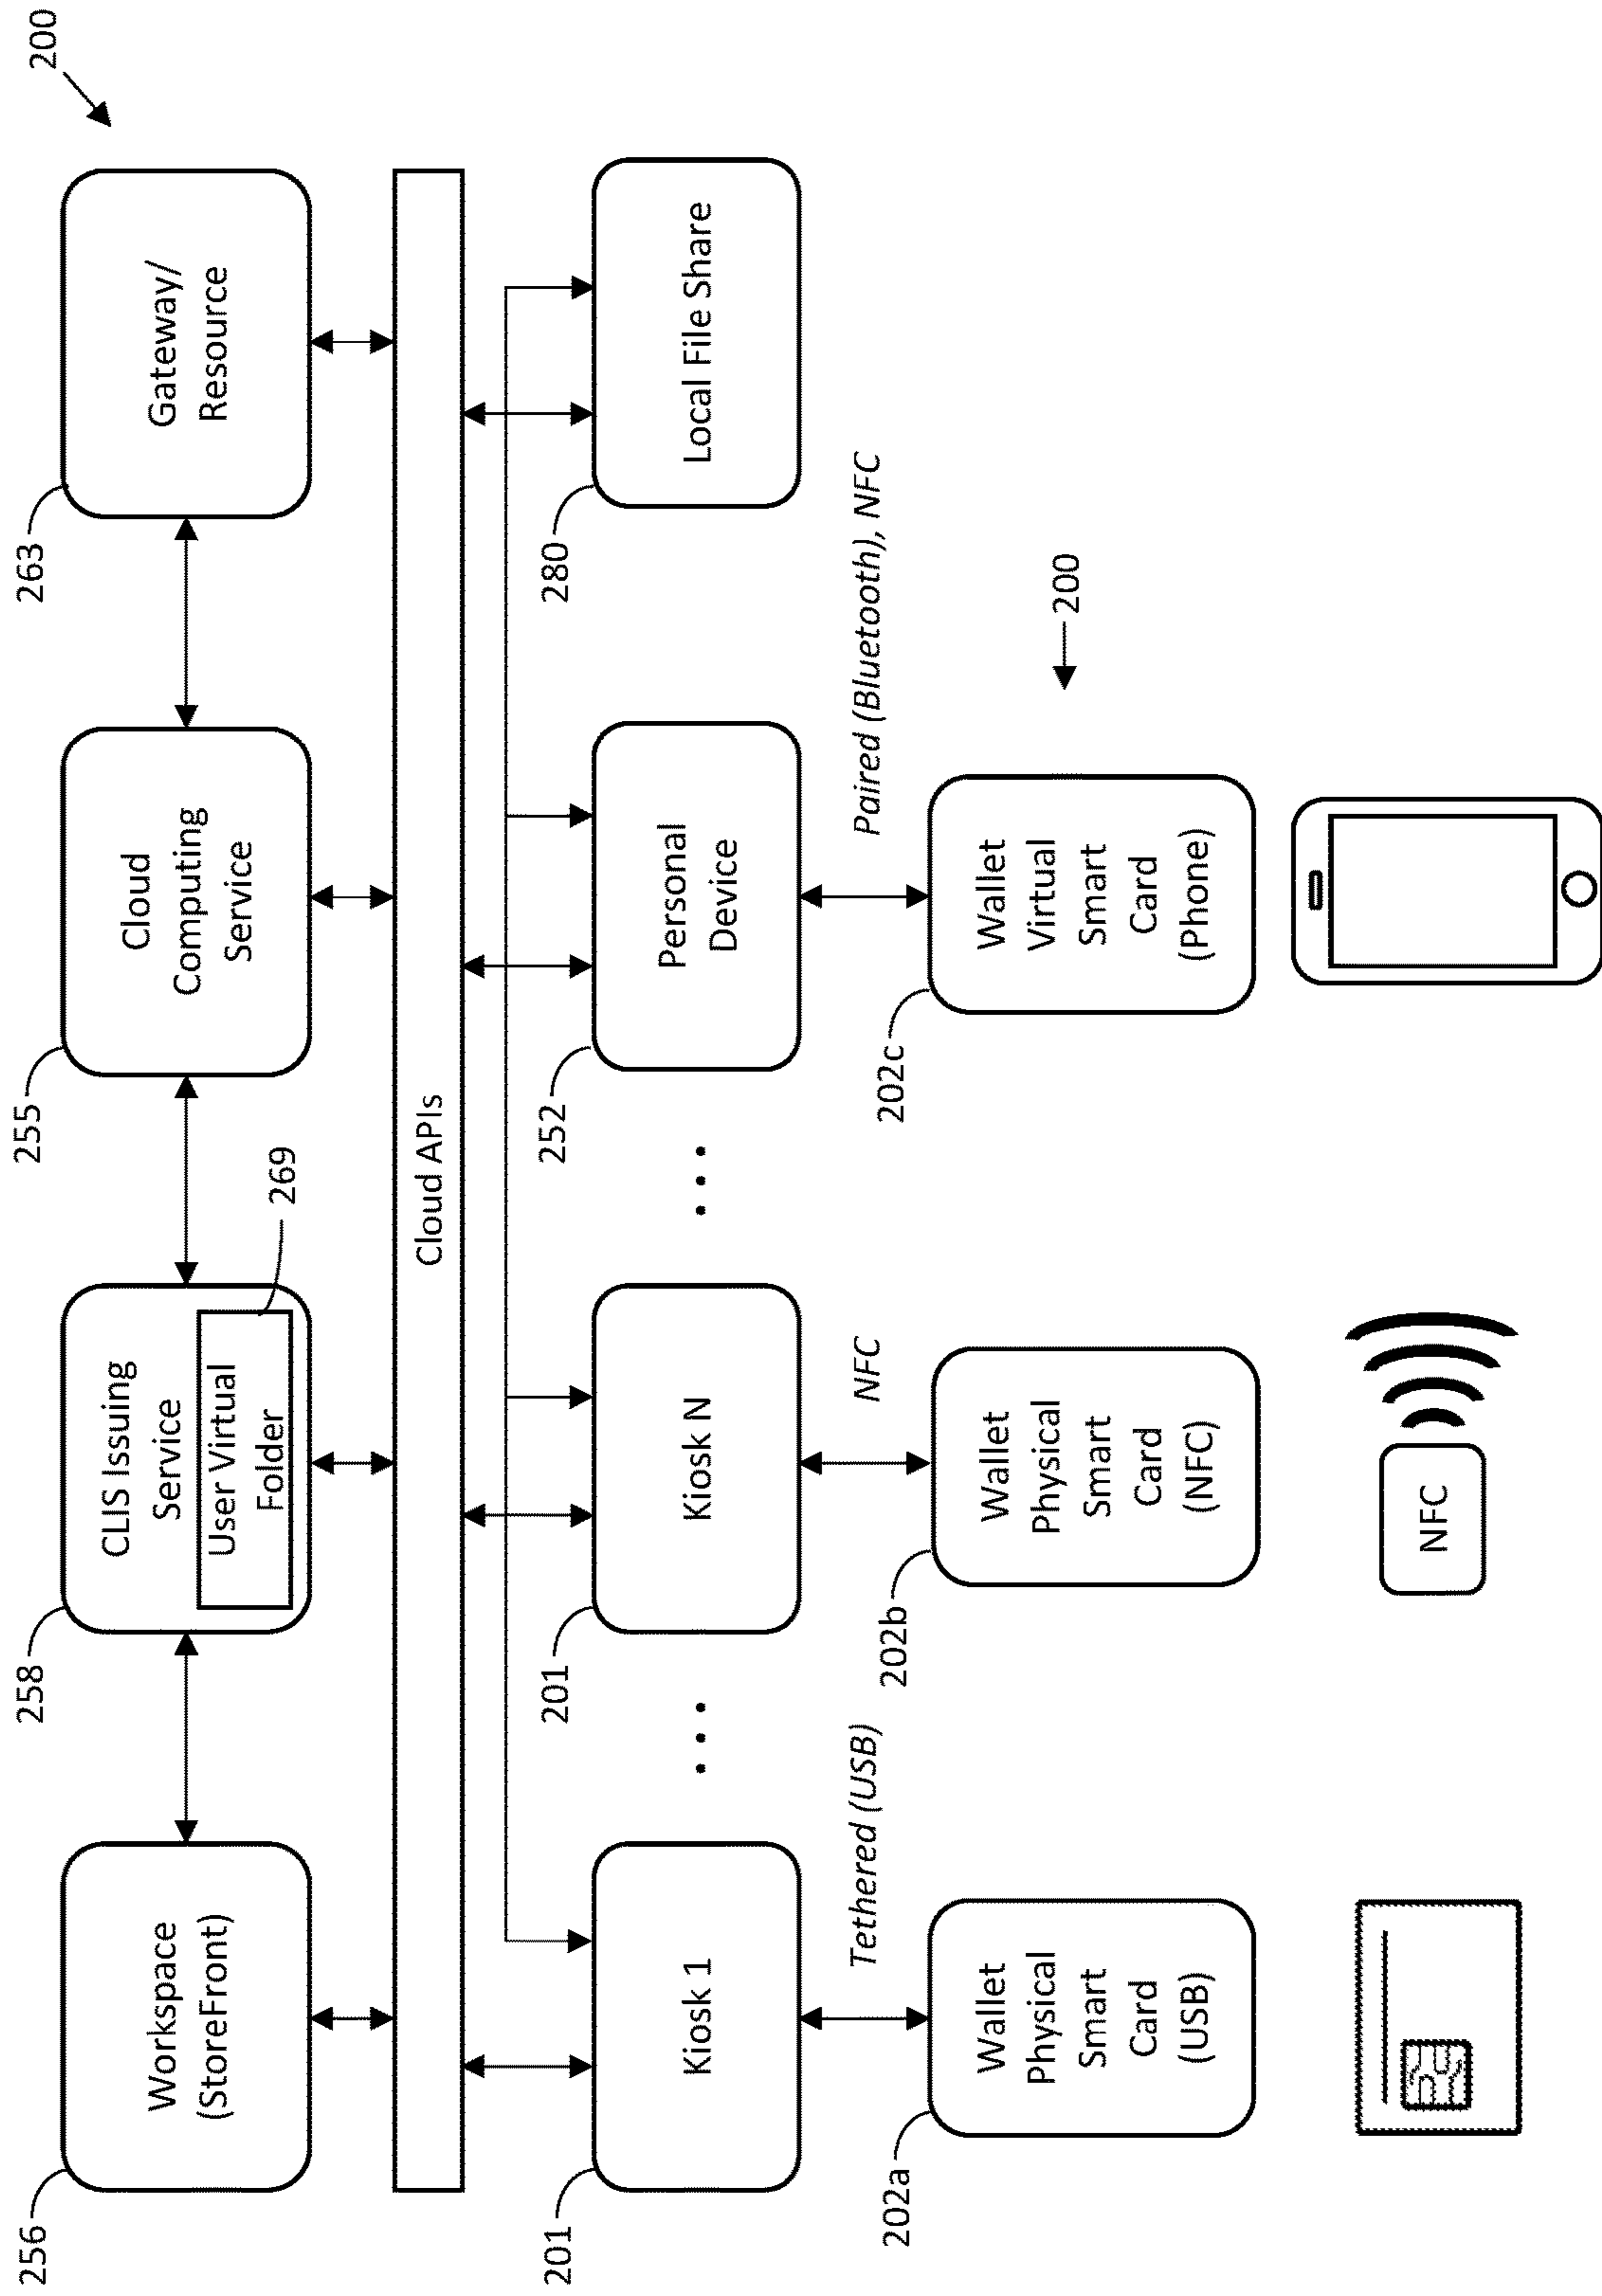 200
256
Workspace
(StoreFront)
258
CLIS Issuing
Service
User Virtual
Folder
269
255
Cloud
Computing
Service
263
Gateway/
Resource
Cloud APIs
201
Kiosk 1
201
Kiosk N
252
Personal
Device
280
Local File Share
Tethered (USB)
NFC
Paired (Bluetooth), NFC
202a
Wallet
Physical
Smart
Card
(USB)
202b
Wallet
Physical
Smart
Card
(NFC)
202c
Wallet
Virtual
Smart
Card
(Phone)
200
NFC